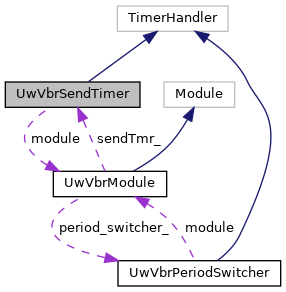 TimerHandler
UwVbrSendTimer
Module
module
sendTmr_
UwVbrModule
period_switcher_
module
UwVbrPeriodSwitcher